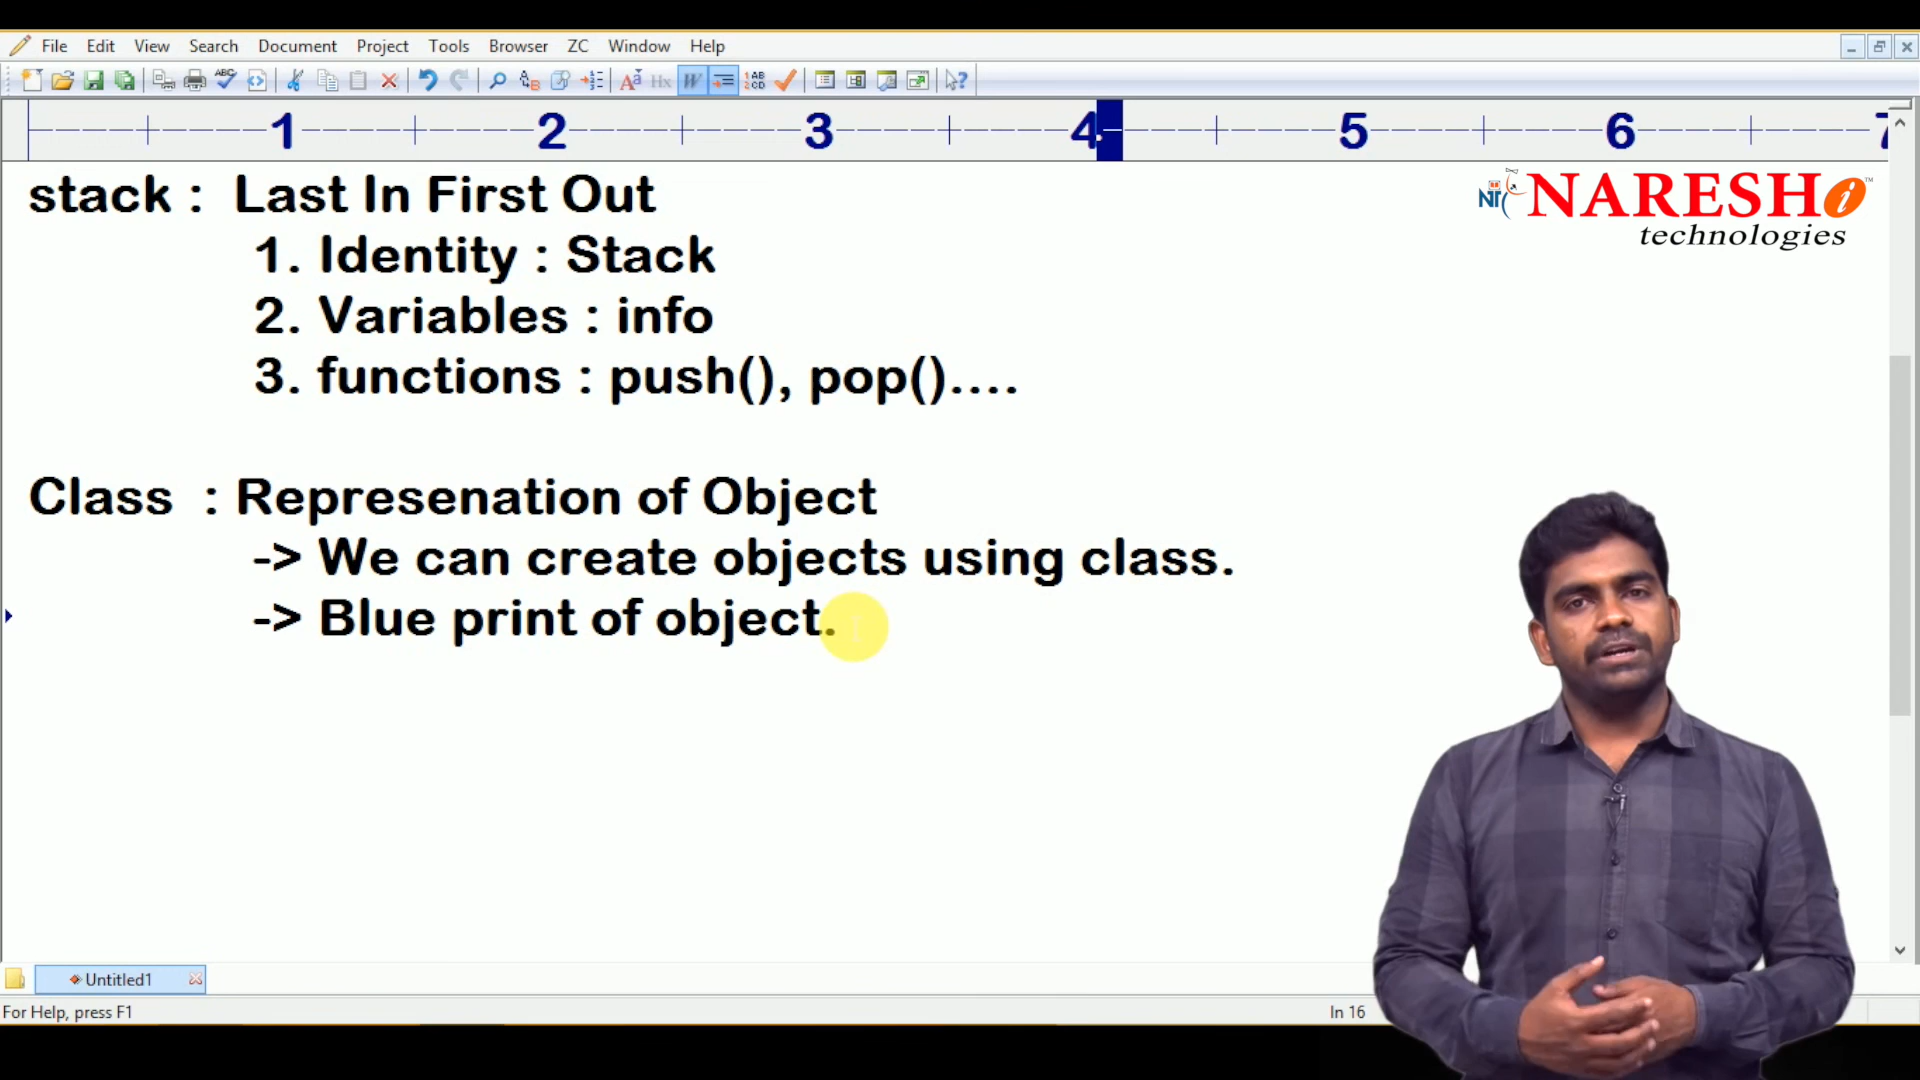 File Edit View Search Document Project Tools Browser ZC Window Help
1 2 3 4 5 6 7
stack : Last In First Out
1. Identity : Stack
2. Variables : info
3. functions : push(), pop()....
Class : Represenation of Object
-> We can create objects using class.
-> Blue print of object.
NARESH i
technologies
Untitled1
For Help, press F1
ln 16